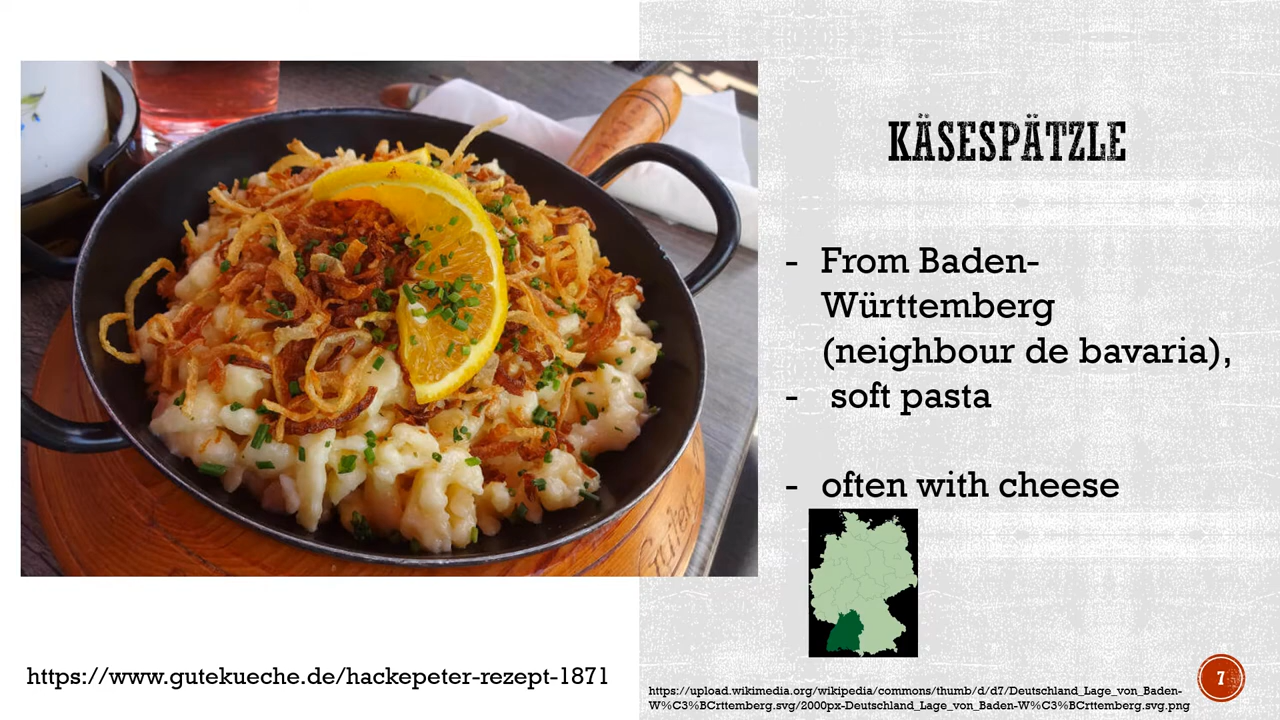 KÄSESPÄTZLE
- From Baden-
Württemberg
(neighbour de bavaria),
- soft pasta
- often with cheese
https://www.gutekueche.de/hackepeter-rezept-1871
https://upload.wikimedia.org/wikipedia/commons/thumb/d/d7/Deutschland_Lage_von_Baden-
W%C3%BCrttemberg.svg/2000px-Deutschland_Lage_von_Baden-W%C3%BCrttemberg.svg.png
7